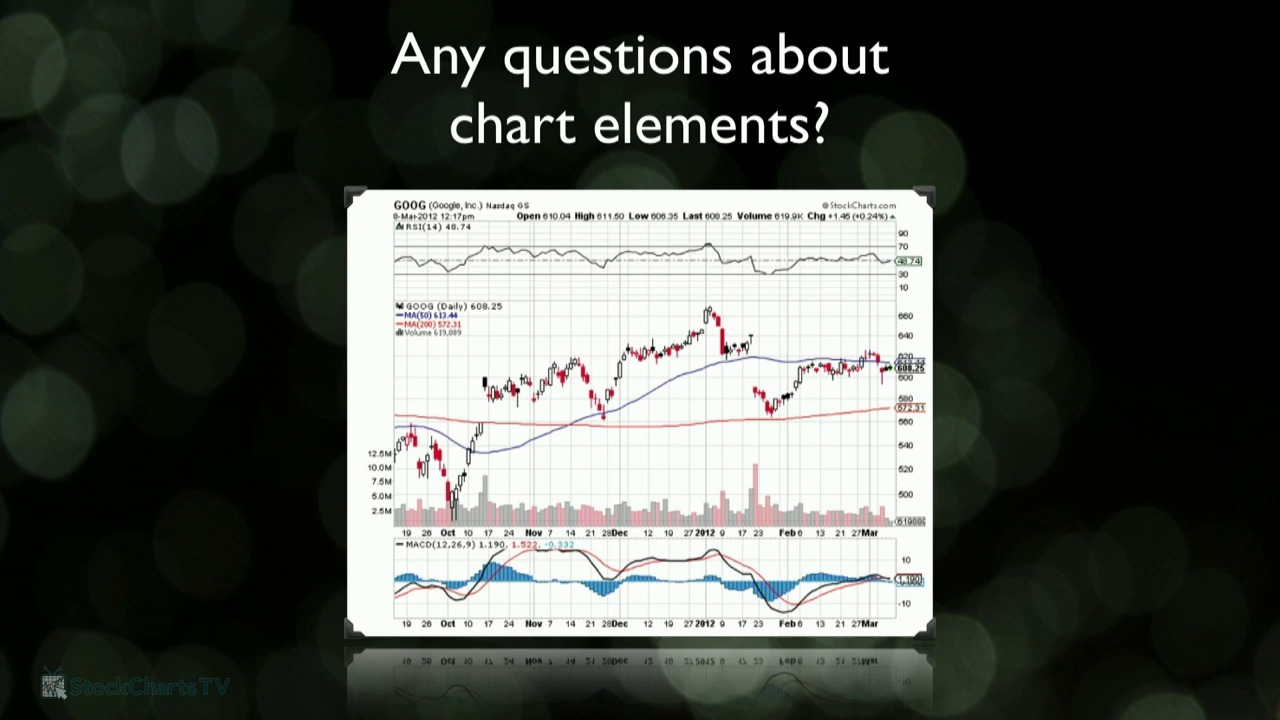 Any questions about
chart elements?
GOOG (Google, Inc.) Nasdaq GS © StockCharts.com
8-Mar-2012 12:17pm Open 610.04 High 611.50 Low 606.35 Last 608.25 Volume 619.9K Chg +1.45 (+0.24%)
RSI(14) 48.74
90
70
48.74
30
10
GOOG (Daily) 608.25
MA(50) 613.44
MA(200) 572.31
Volume 619,889
660
640
620
608.25
600
580
572.31
560
540
520
500
12.5M
10.0M
7.5M
5.0M
2.5M
19 26 Oct 10 17 24 Nov 7 14 21 28 Dec 12 19 27 2012 9 17 23 Feb 6 13 21 27 Mar
MACD(12,26,9) 1.190, 1.522, -0.332
10
1.190
-10
19 26 Oct 10 17 24 Nov 7 14 21 28 Dec 12 19 27 2012 9 17 23 Feb 6 13 21 27 Mar
StockCharts TV